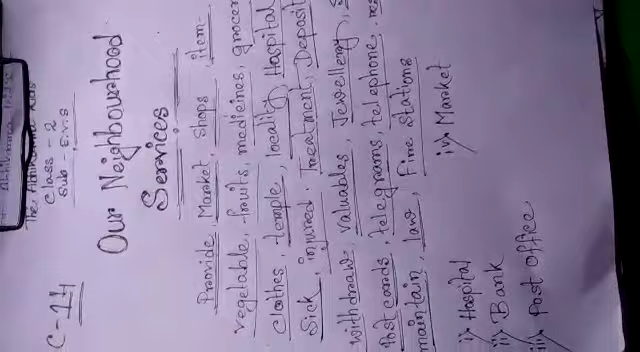 Class - 2
Sub - E.V.S
C-14
Our Neighbourhood
Services
Provide, Market, shops, item-
vegetable, fruits, medicines, grocer
Clothes, temple, locality, Hospital
Sick, injured, Treatment, Deposit
withdraw, valuables, Jewellery,
Post cards, telegrams, telephone,
maintain, law, Fire stations
i) Hospital
iv) Market
ii) Bank
iii) Post Office